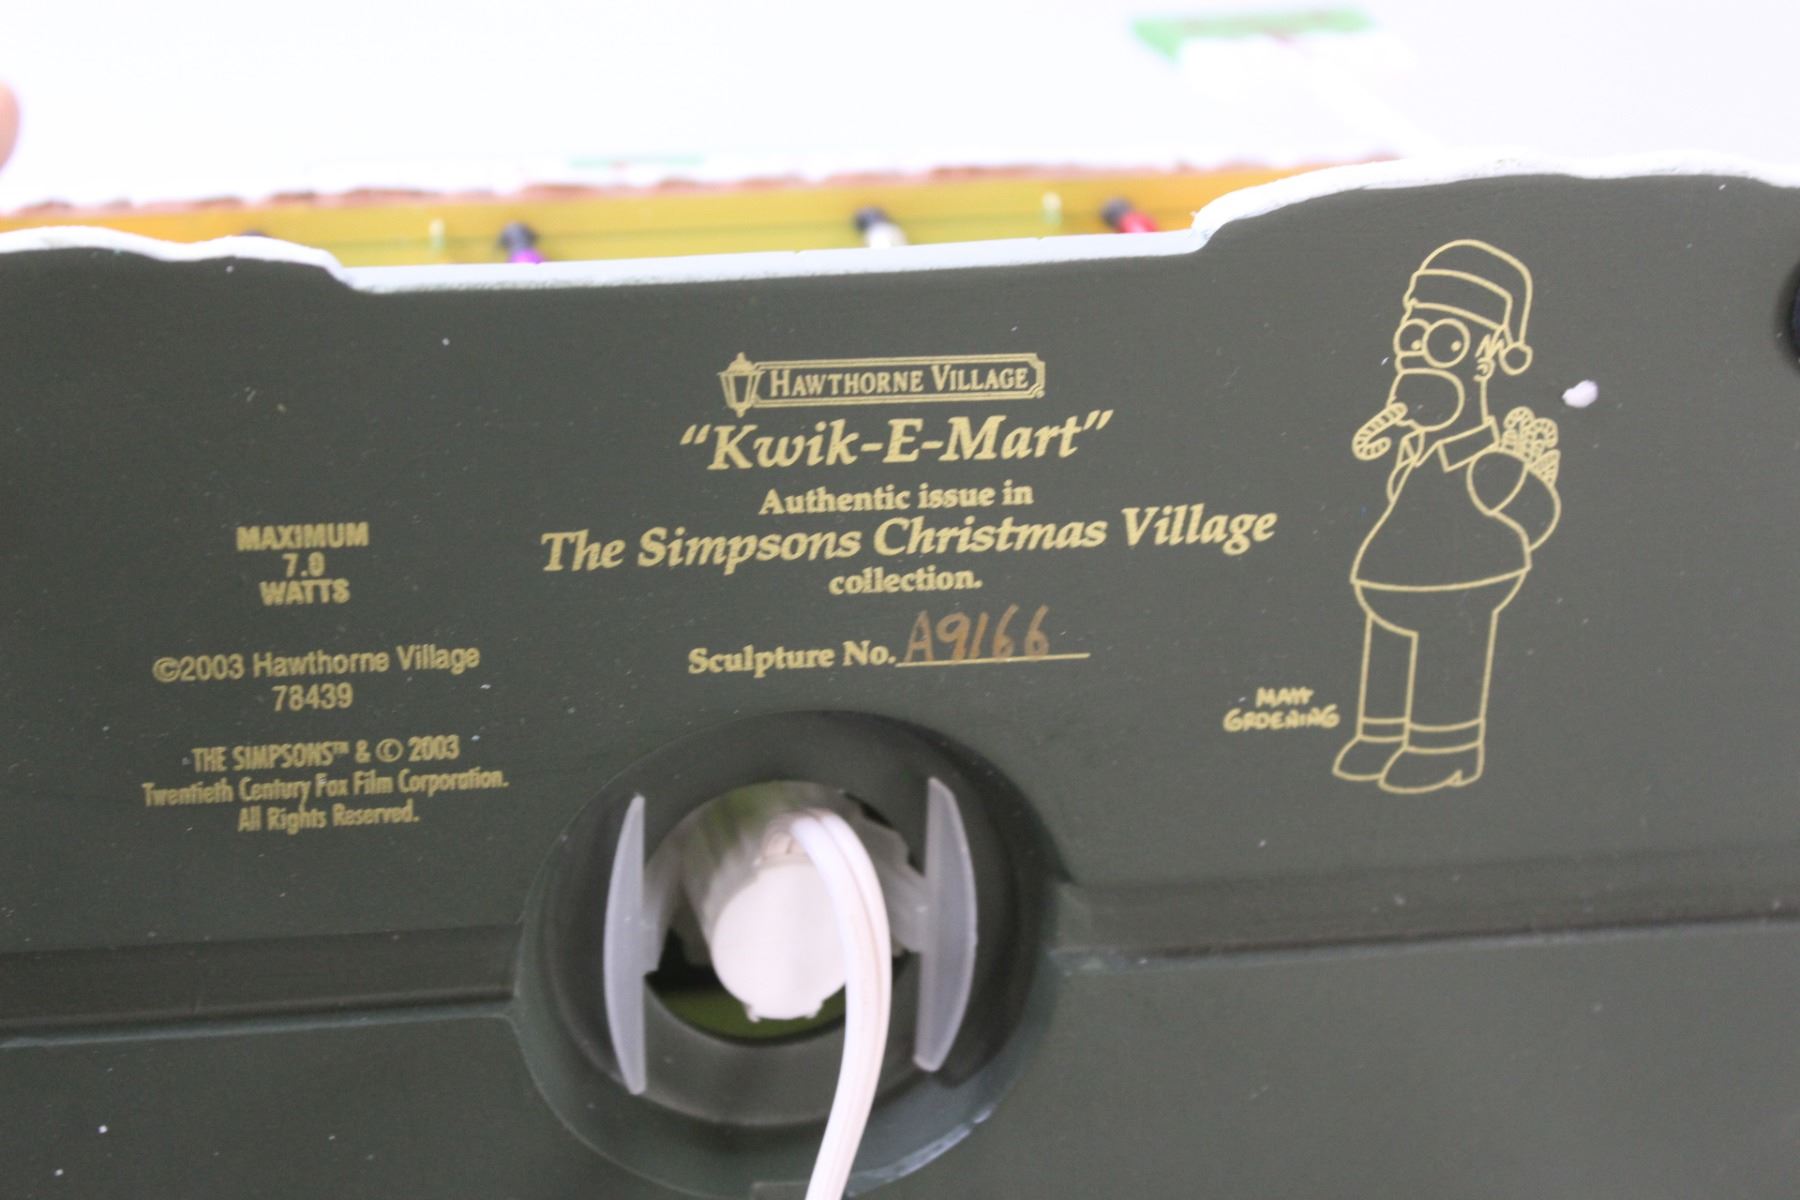 HAWTHORNE VILLAGE
“Kwik-E-Mart”
Authentic issue in
The Simpsons Christmas Village
collection.
Sculpture No. A9166
MAXIMUM
7.0
WATTS
©2003 Hawthorne Village
78439
THE SIMPSONS™ & © 2003
Twentieth Century Fox Film Corporation.
All Rights Reserved.
MATT
GROENING